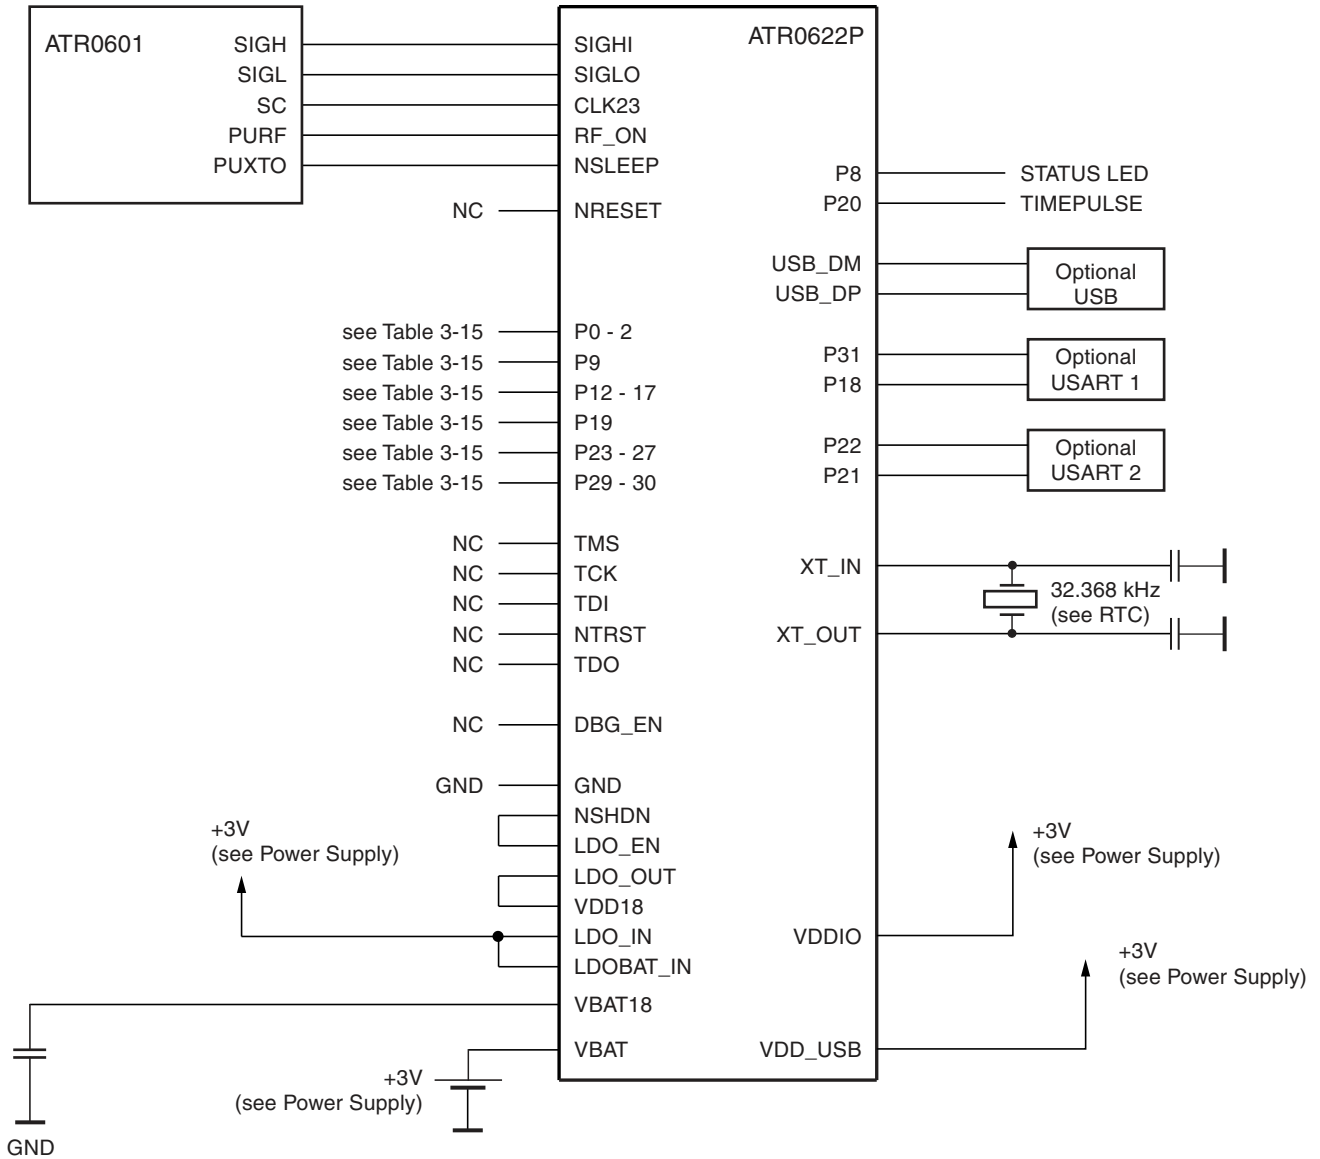 ATR0601
SIGH
SIGL
SC
PURF
PUXTO
SIGHI
SIGLO
CLK23
RF_ON
NSLEEP
NC
NRESET
ATR0622P
P8
STATUS LED
P20
TIMEPULSE
USB_DM
USB_DP
Optional
USB
P31
P18
Optional
USART 1
P22
P21
Optional
USART 2
see Table 3-15
P0 - 2
see Table 3-15
P9
see Table 3-15
P12 - 17
see Table 3-15
P19
see Table 3-15
P23 - 27
see Table 3-15
P29 - 30
NC
TMS
NC
TCK
NC
TDI
NC
NTRST
NC
TDO
XT_IN
XT_OUT
32.368 kHz
(see RTC)
NC
DBG_EN
GND
GND
NSHDN
LDO_EN
LDO_OUT
VDD18
LDO_IN
LDOBAT_IN
+3V
(see Power Supply)
VBAT18
GND
VBAT
+3V
(see Power Supply)
VDDIO
+3V
(see Power Supply)
VDD_USB
+3V
(see Power Supply)